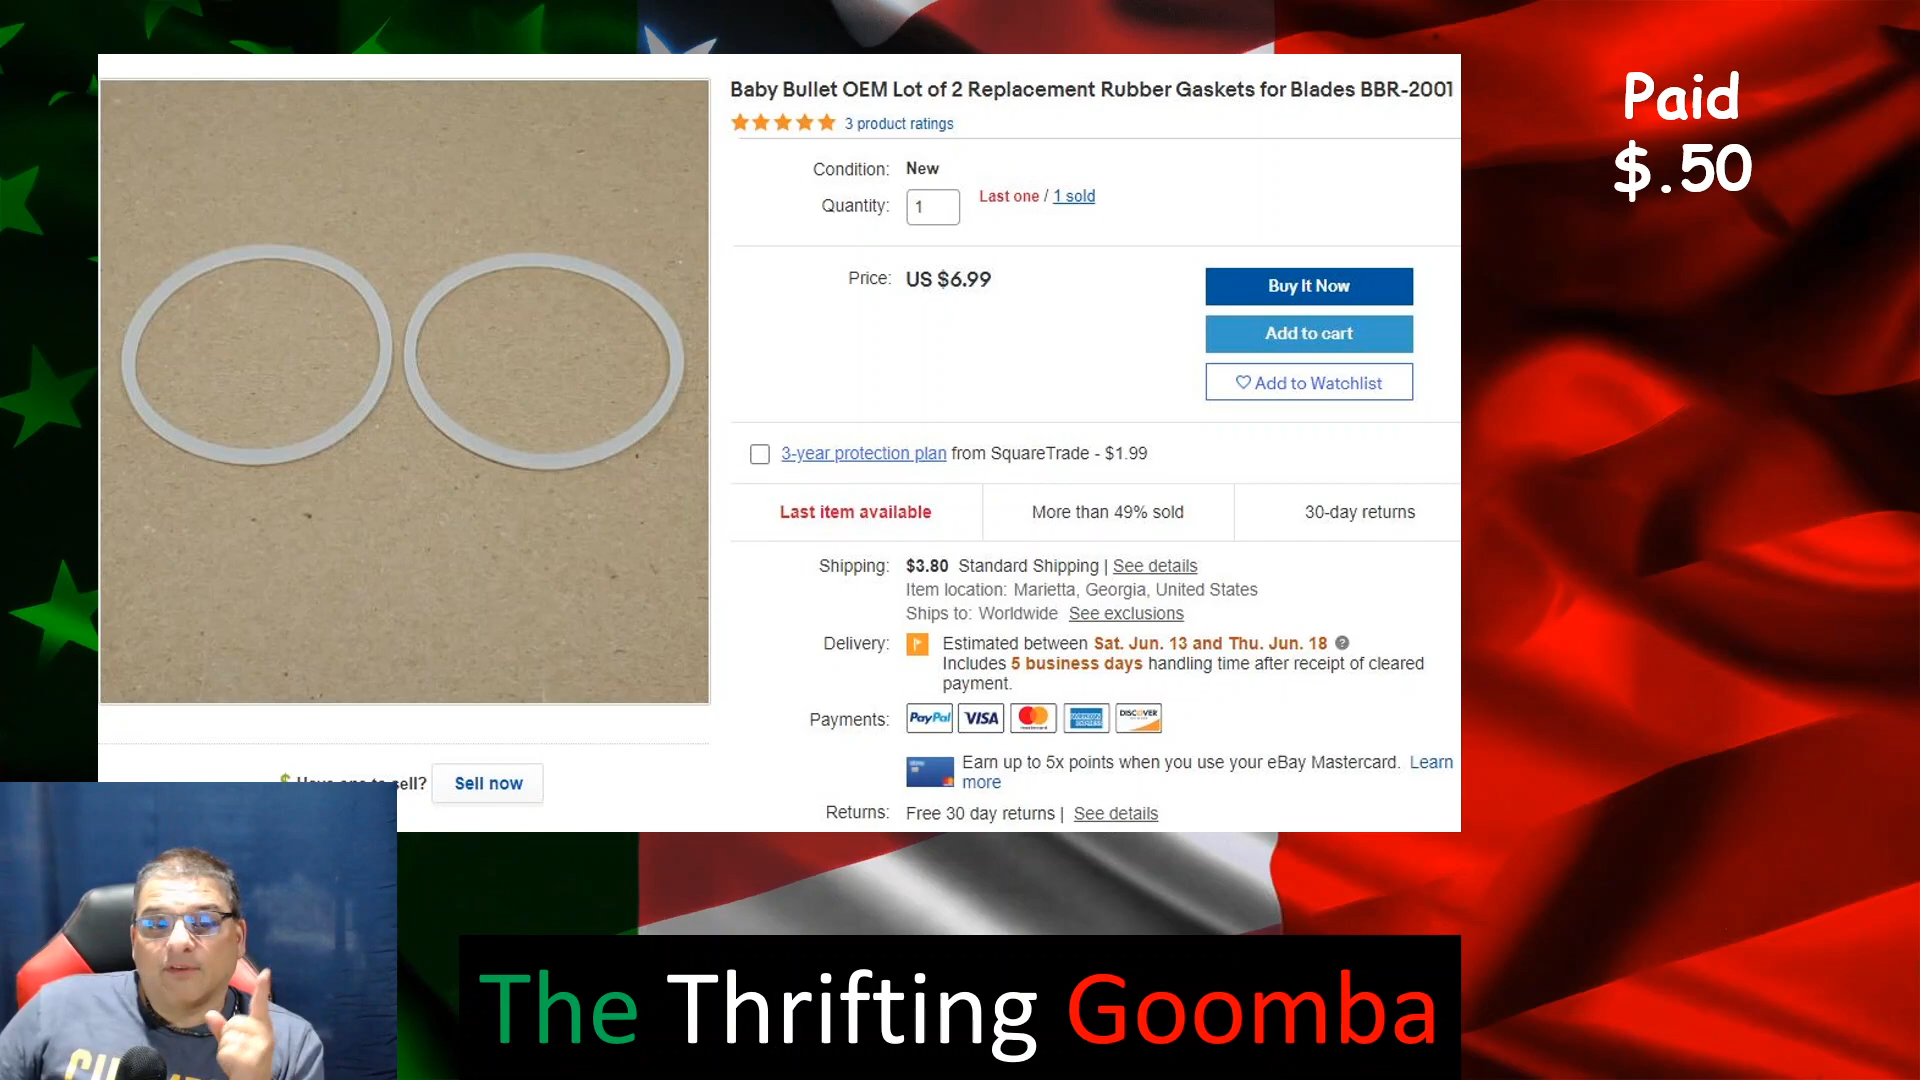 Baby Bullet OEM Lot of 2 Replacement Rubber Gaskets for Blades BBR-2001
3 product ratings
Condition: New
Quantity: 1 Last one / 1 sold
Price: US $6.99
Buy It Now
Add to cart
Add to Watchlist
3-year protection plan from SquareTrade - $1.99
Last item available More than 49% sold 30-day returns
Shipping: $3.80 Standard Shipping | See details
Item location: Marietta, Georgia, United States
Ships to: Worldwide See exclusions
Delivery: Estimated between Sat. Jun. 13 and Thu. Jun. 18
Includes 5 business days handling time after receipt of cleared
payment.
Payments: PayPal VISA mastercard AMERICAN EXPRESS DISCOVER
Earn up to 5x points when you use your eBay Mastercard. Learn
more
Returns: Free 30 day returns | See details
Sell now
Paid
$.50
The Thrifting Goomba